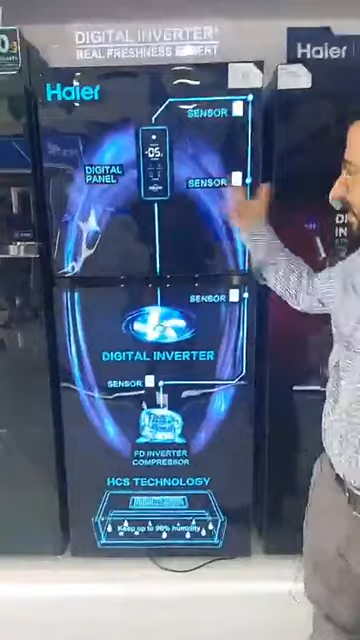 DIGITAL INVERTER
REAL FRESHNESS EXPERT
Haier
Haier
SENSOR
-05.
DIGITAL
PANEL
SENSOR
SENSOR
DIGITAL INVERTER
SENSOR
FD INVERTER
COMPRESSOR
HCS TECHNOLOGY
Keep up to 90% humidity